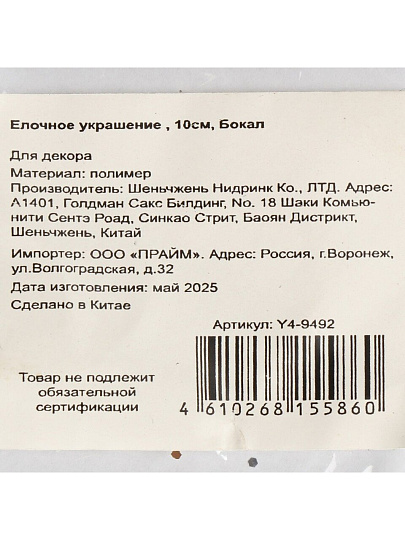 Елочное украшение , 10см, Бокал
Для декора
Материал: полимер
Производитель: Шеньчжень Нидринк Ко., ЛТД. Адрес:
А1401, Голдман Сакс Билдинг, No. 18 Шаки Комью-
нити Сентэ Роад, Синкао Стрит, Баоян Дистрикт,
Шеньчжень, Китай
Импортер: ООО «ПРАЙМ». Адрес: Россия, г.Воронеж,
ул.Волгоградская, д.32
Дата изготовления: май 2025
Сделано в Китае
Артикул: Y4-9492
Товар не подлежит
обязательной
сертификации
4 610268 155860